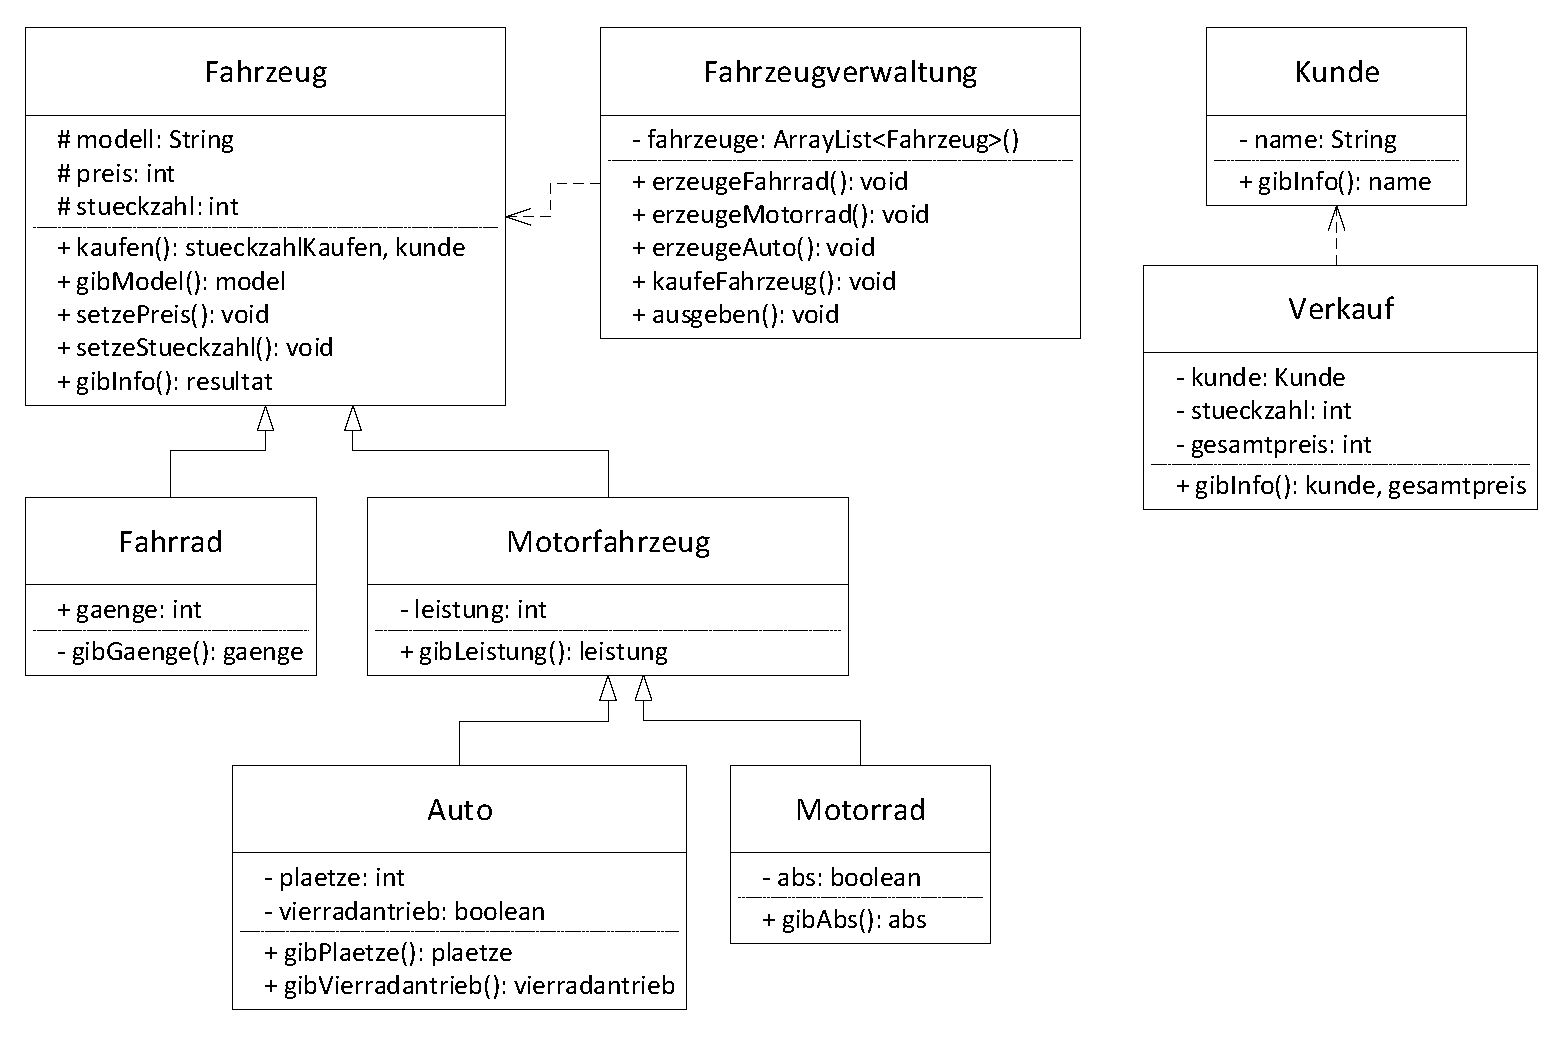 Fahrzeug
# modell: String
# preis: int
# stueckzahl: int
+ kaufen(): stueckzahlKaufen, kunde
+ gibModel(): model
+ setzePreis(): void
+ setzeStueckzahl(): void
+ gibInfo(): resultat
Fahrzeugverwaltung
- fahrzeuge: ArrayList<Fahrzeug>()
+ erzeugeFahrrad(): void
+ erzeugeMotorrad(): void
+ erzeugeAuto(): void
+ kaufeFahrzeug(): void
+ ausgeben(): void
Kunde
- name: String
+ gibInfo(): name
Verkauf
- kunde: Kunde
- stueckzahl: int
- gesamtpreis: int
+ gibInfo(): kunde, gesamtpreis
Fahrrad
+ gaenge: int
- gibGaenge(): gaenge
Motorfahrzeug
- leistung: int
+ gibLeistung(): leistung
Auto
- plaetze: int
- vierradantrieb: boolean
+ gibPlaetze(): plaetze
+ gibVierradantrieb(): vierradantrieb
Motorrad
- abs: boolean
+ gibAbs(): abs